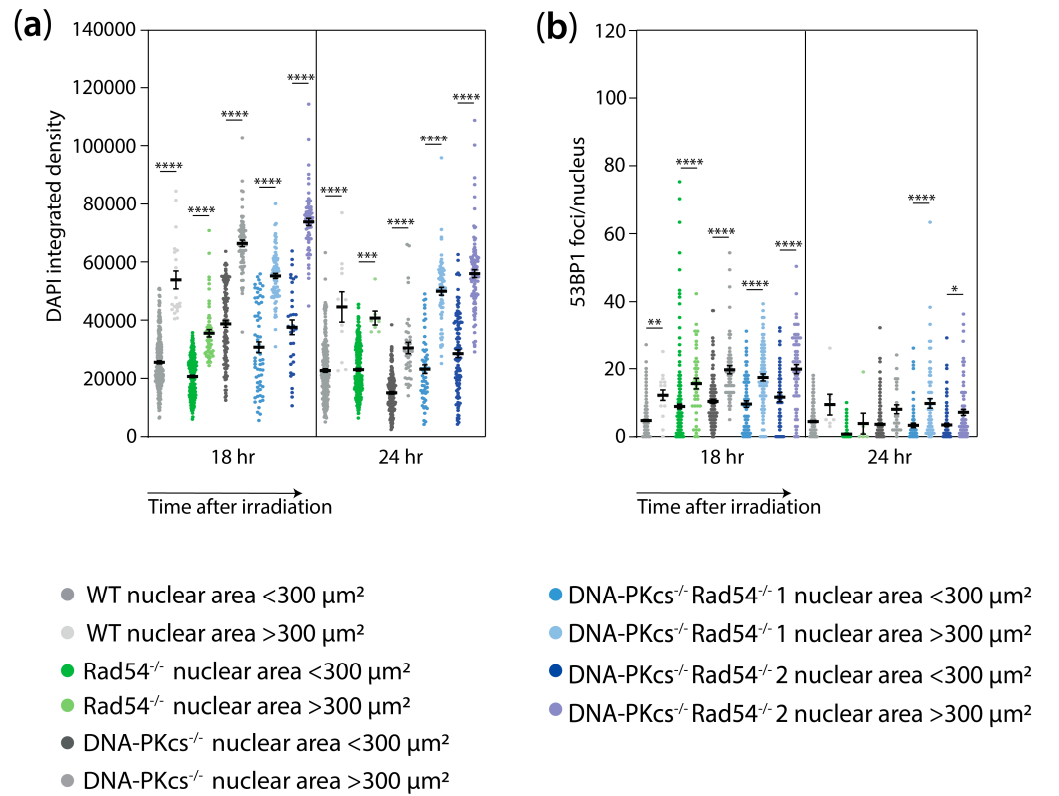 (a)
DAPI integrated density
140000
120000
100000
80000
60000
40000
20000
0
****
****
****
****
****
****
***
****
****
****
18 hr
24 hr
Time after irradiation
(b)
53BP1 foci/nucleus
120
100
80
60
40
20
0
**
****
****
****
****
****
*
18 hr
24 hr
Time after irradiation
WT nuclear area <300 µm²
WT nuclear area >300 µm²
Rad54-/- nuclear area <300 µm²
Rad54-/- nuclear area >300 µm²
DNA-PKcs-/- nuclear area <300 µm²
DNA-PKcs-/- nuclear area >300 µm²
DNA-PKcs-/- Rad54-/- 1 nuclear area <300 µm²
DNA-PKcs-/- Rad54-/- 1 nuclear area >300 µm²
DNA-PKcs-/- Rad54-/- 2 nuclear area <300 µm²
DNA-PKcs-/- Rad54-/- 2 nuclear area >300 µm²